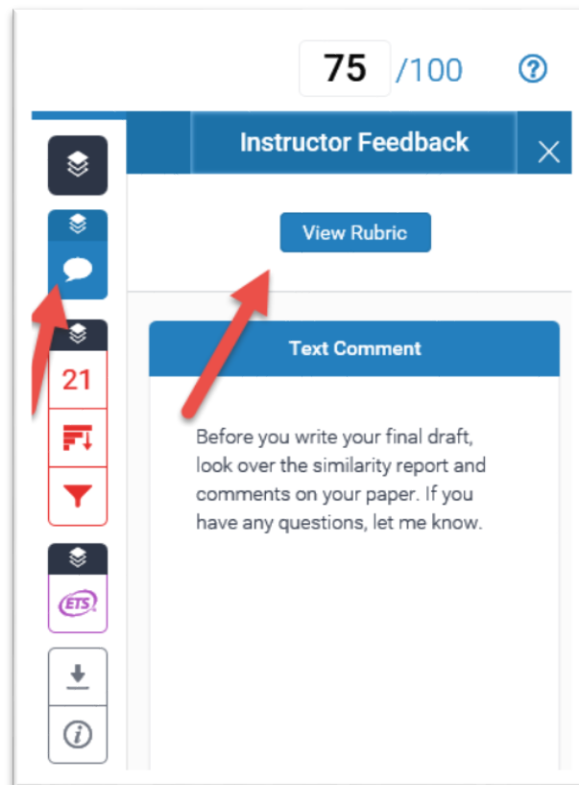 75 /100 ?
Instructor Feedback
View Rubric
Text Comment
21
Before you write your final draft,
look over the similarity report and
comments on your paper. If you
have any questions, let me know.
ETS
i